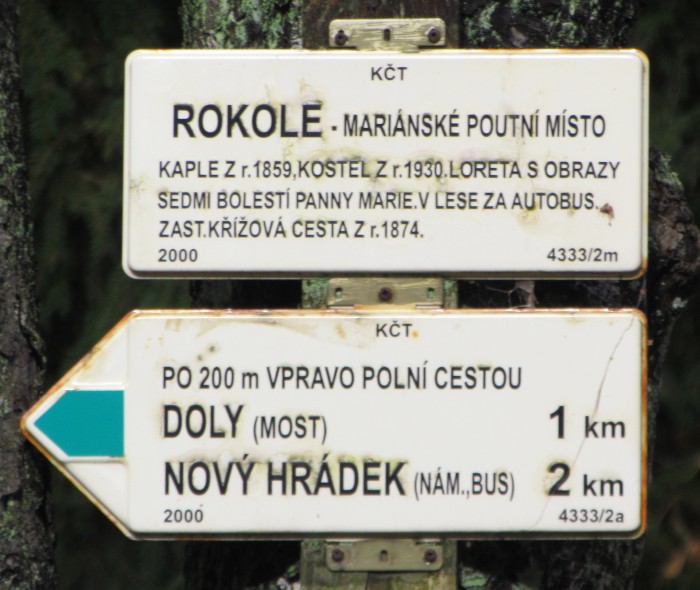 KČT
ROKOLE - MARIÁNSKÉ POUTNÍ MÍSTO
KAPLE Z r.1859,KOSTEL Z r.1930.LORETA S OBRAZY
SEDMI BOLESTÍ PANNY MARIE.V LESE ZA AUTOBUS.
ZAST.KŘÍŽOVÁ CESTA Z r.1874.
2000 4333/2m
KČT
PO 200 m VPRAVO POLNÍ CESTOU
DOLY (MOST) 1 km
NOVÝ HRÁDEK (NÁM.,BUS) 2 km
2000 4333/2a